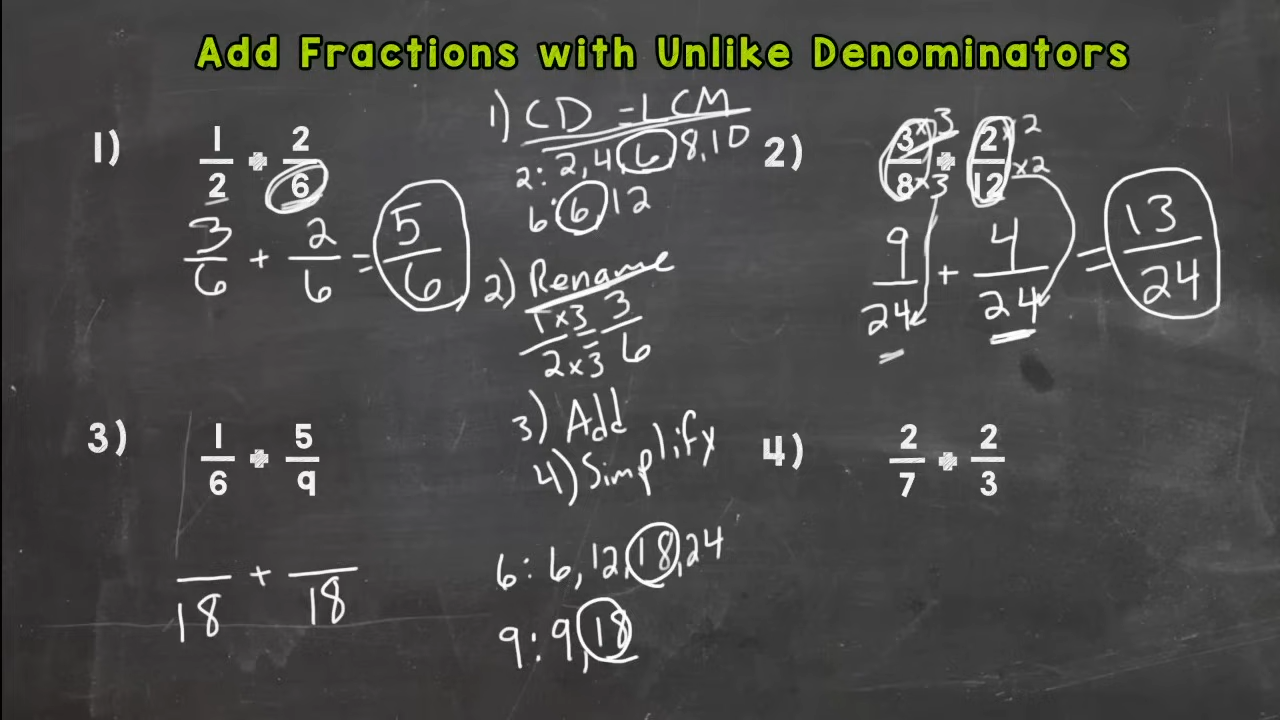 Add Fractions with Unlike Denominators
1) 1/2 + 2/6
3/6 + 2/6 = 5/6
1) CD = LCM
2: 2, 4, 6, 8, 10
6: 6, 12
2) Rename
1×3/2×3 = 3/6
3) Add
4) Simplify
2) 3×3/8×3 + 2×2/12×2
9/24 + 4/24 = 13/24
3) 1/6 + 5/9
/18 + /18
6: 6, 12, 18, 24
9: 9, 18
4) 2/7 + 2/3